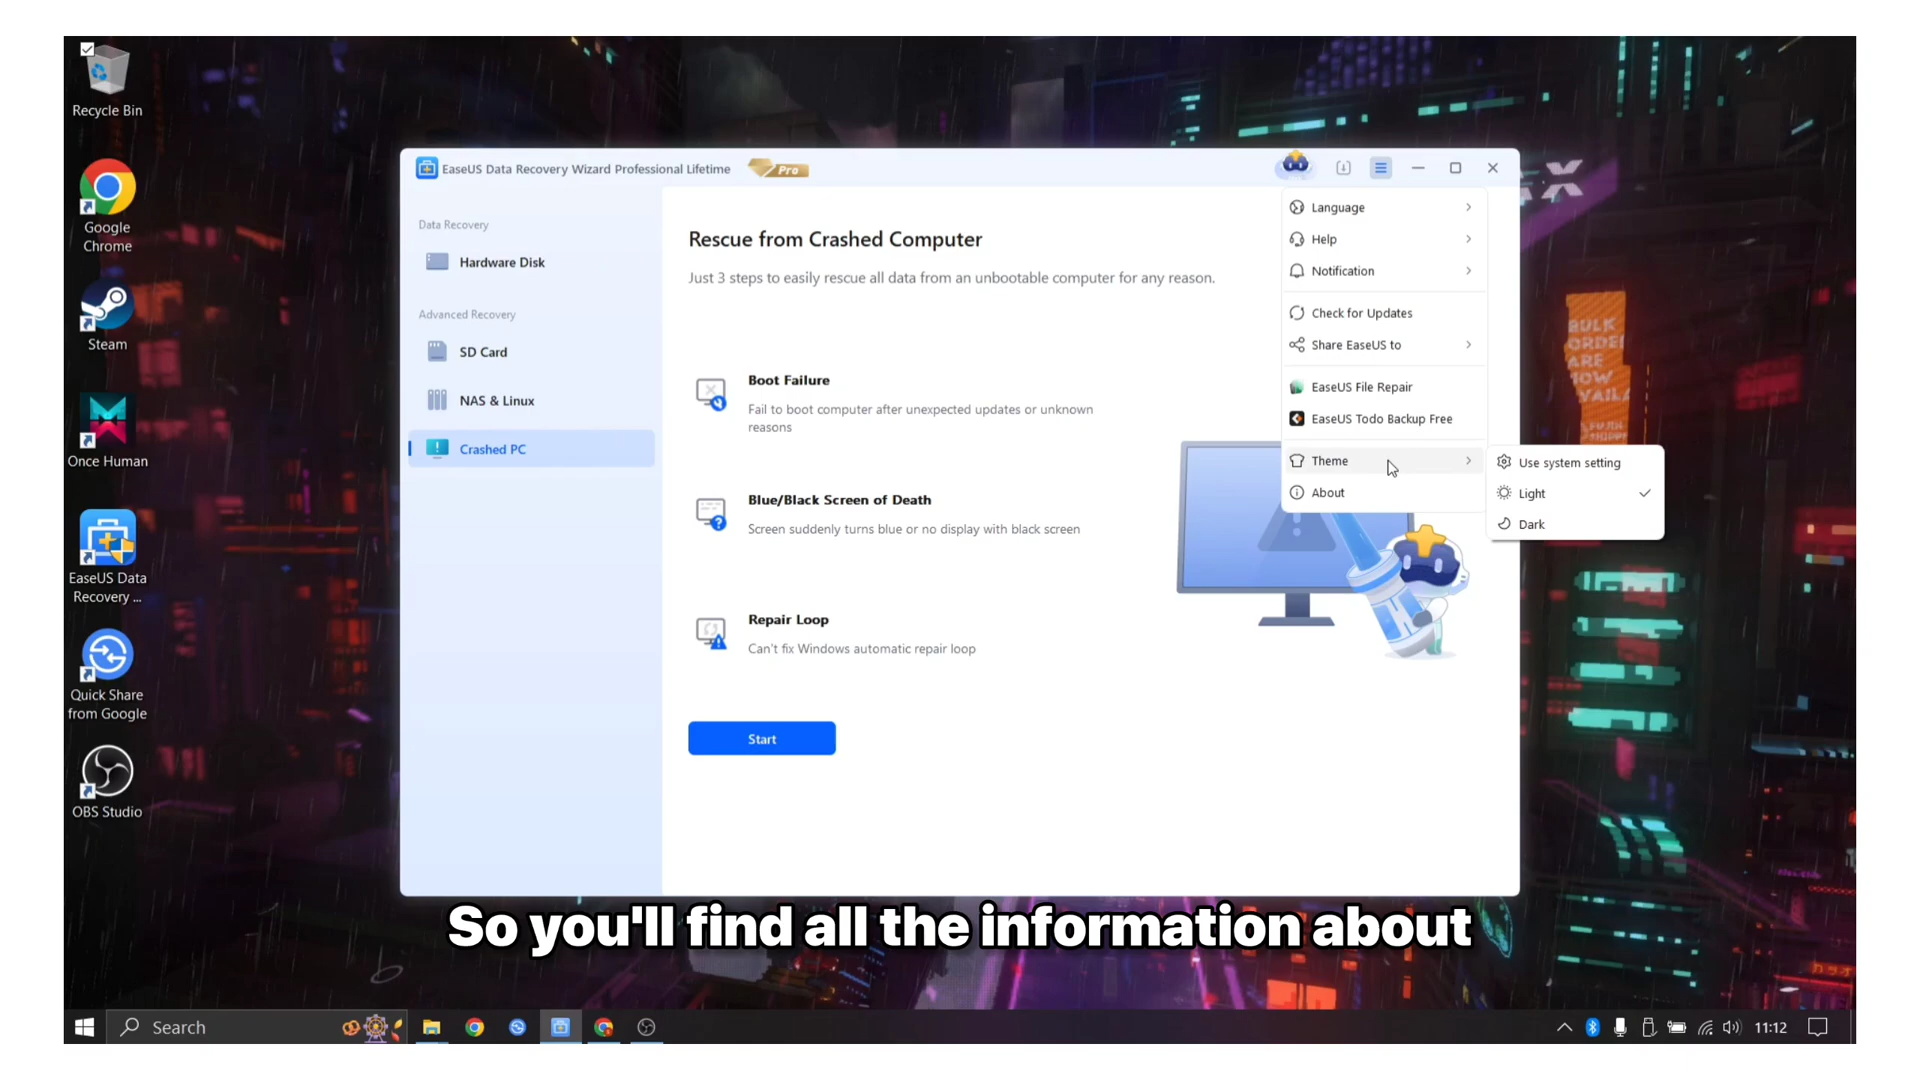 Recycle Bin
Google
Chrome
Steam
Once Human
EaseUS Data
Recovery ...
Quick Share
from Google
OBS Studio
EaseUS Data Recovery Wizard Professional Lifetime
Pro
Data Recovery
Hardware Disk
Advanced Recovery
SD Card
NAS & Linux
Crashed PC
Rescue from Crashed Computer
Just 3 steps to easily rescue all data from an unbootable computer for any reason.
Boot Failure
Fail to boot computer after unexpected updates or unknown
reasons
Blue/Black Screen of Death
Screen suddenly turns blue or no display with black screen
Repair Loop
Can't fix Windows automatic repair loop
Start
Language
Help
Notification
Check for Updates
Share EaseUS to
EaseUS File Repair
EaseUS Todo Backup Free
Theme
About
Use system setting
Light
Dark
BULK
ORDER
ARE
NOW
AVAIL
So you'll find all the information about
Search
11:12